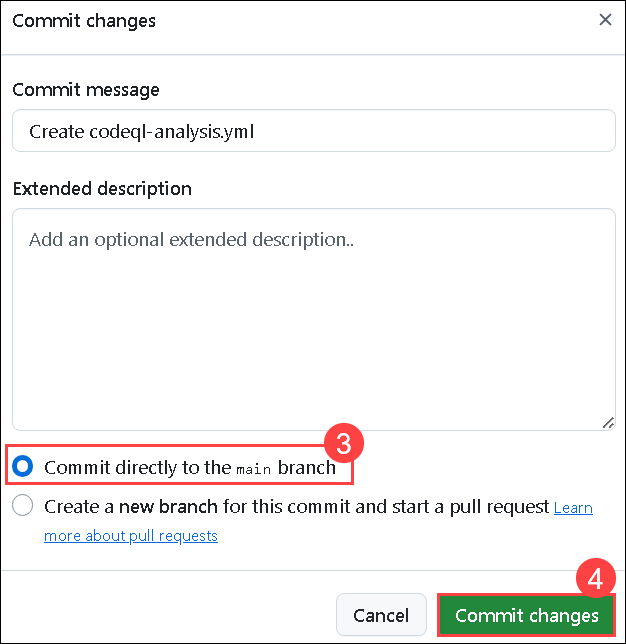 Commit changes
Commit message
Create codeql-analysis.yml
Extended description
Add an optional extended description..
3
Commit directly to the main branch
Create a new branch for this commit and start a pull request Learn
more about pull requests
4
Cancel
Commit changes